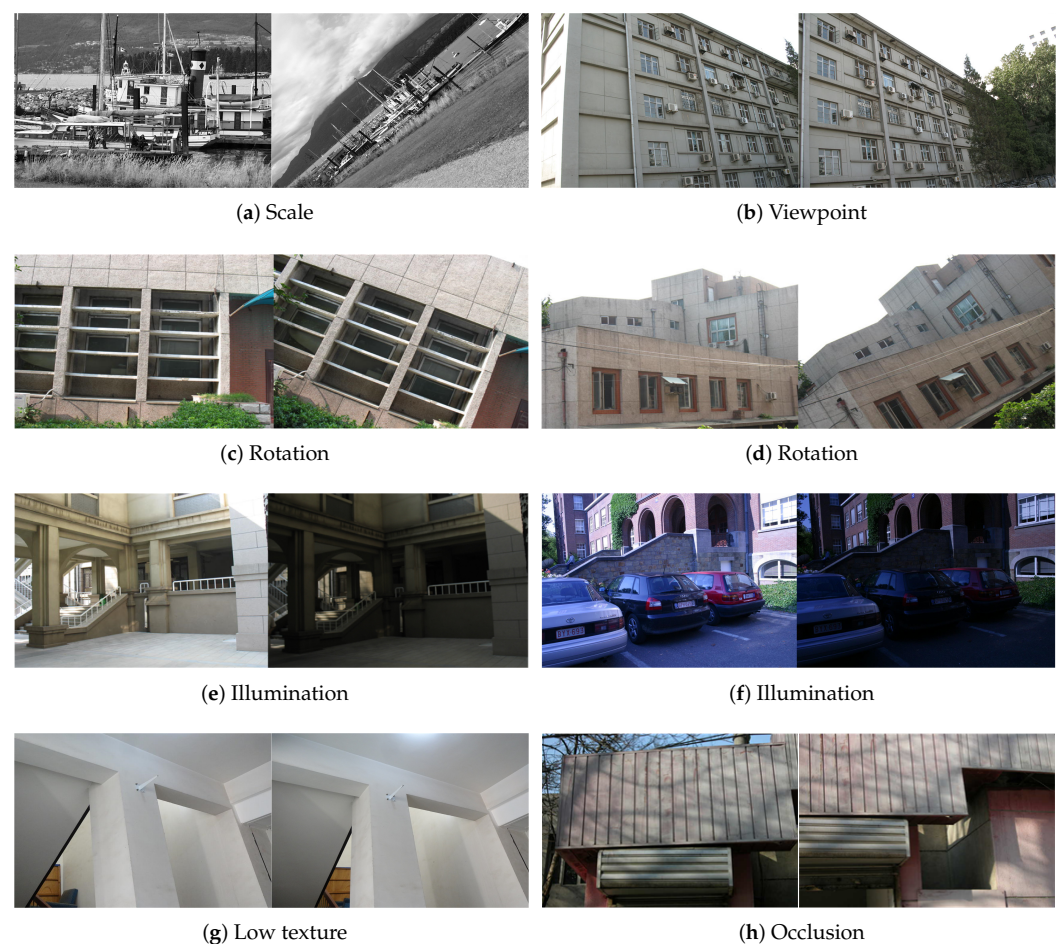 (a) Scale
(b) Viewpoint
(c) Rotation
(d) Rotation
(e) Illumination
(f) Illumination
(g) Low texture
(h) Occlusion